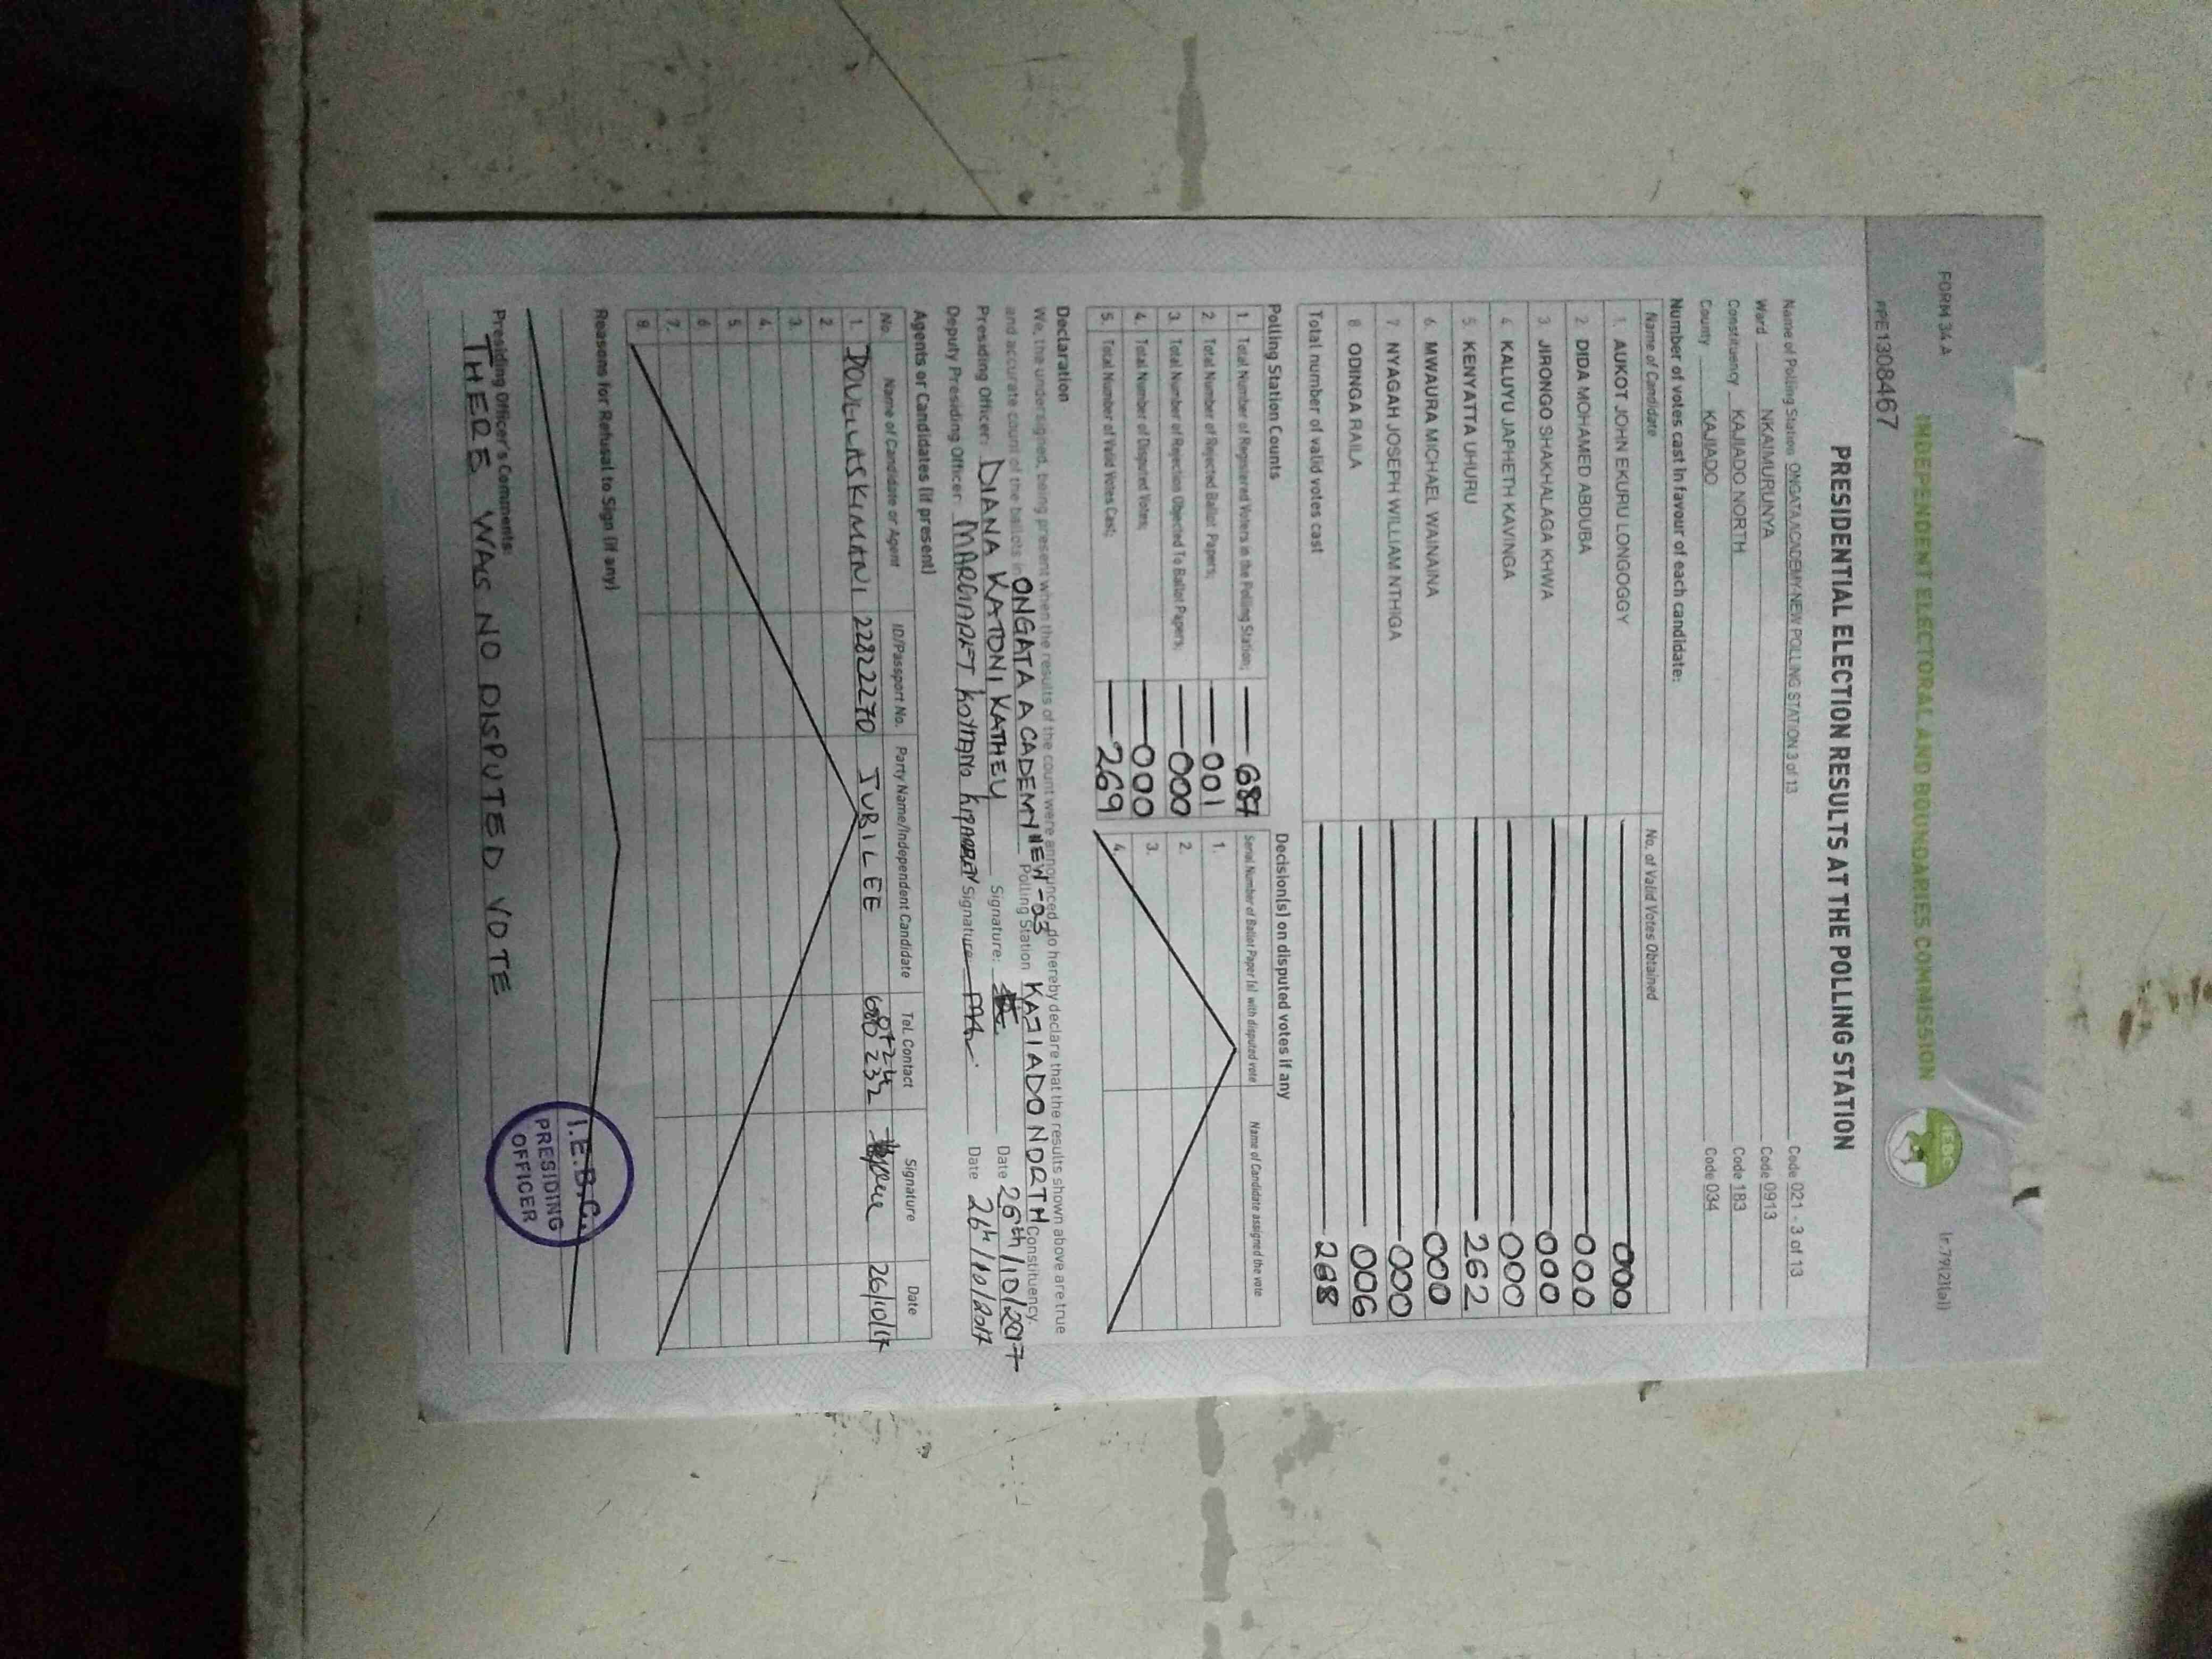 FORM 34 A
(r.79(2)(a))
INDEPENDENT ELECTORAL AND BOUNDARIES COMMISSION
IEBC
PRE1308467
PRESIDENTIAL ELECTION RESULTS AT THE POLLING STATION
Name of Polling Station ONGATA ACADEMY-NEW POLLING STATION 3 of 13 Code 021 - 3 of 13
Ward NKAIMURUNYA Code 0913
Constituency KAJIADO NORTH Code 183
County KAJIADO Code 034
Number of votes cast in favour of each candidate:
Name of Candidate No. of Valid Votes Obtained
1. AUKOT JOHN EKURU LONGOGGY 000
2 DIDA MOHAMED ABDUBA 000
3 JIRONGO SHAKHALAGA KHWA 000
4 KALUYU JAPHETH KAVINGA 000
5. KENYATTA UHURU 262
6 MWAURA MICHAEL WAINAINA 000
7 NYAGAH JOSEPH WILLIAM NTHIGA 000
8 ODINGA RAILA 006
Total number of valid votes cast 268
Polling Station Counts
1. Total Number of Registered Voters in the Polling Station; 687
2. Total Number of Rejected Ballot Papers; 001
3. Total Number of Rejection Objected To Ballot Papers; 000
4. Total Number of Disputed Votes; 000
5. Total Number of Valid Votes Cast; 269
Decision(s) on disputed votes if any
Serial Number of Ballot Paper (s) with disputed vote Name of Candidate assigned the vote
1.
2.
3.
4.
Declaration
We, the undersigned, being present when the results of the count were announced, do hereby declare that the results shown above are true
and accurate count of the ballots in ONGATA ACADEMY NEW-03 Polling Station KAJIADO NORTH Constituency.
Presiding Officer: DIANA KATONI KATHEU Signature: Date 26th/10/2017
Deputy Presiding Officer: MARGARET Signature: Date 26th/10/2017
Agents or Candidates (if present)
No. Name of Candidate or Agent ID/Passport No. Party Name/Independent Candidate Tel. Contact Signature Date
1. DOUGLAS KIMANI 22822270 JUBILEE 26/10/17
2.
3.
4.
5.
6
7.
8.
Reasons for Refusal to Sign (if any)
Presiding Officer's Comments:
THERE WAS NO DISPUTED VOTE
I.E.B.C.
PRESIDING
OFFICER